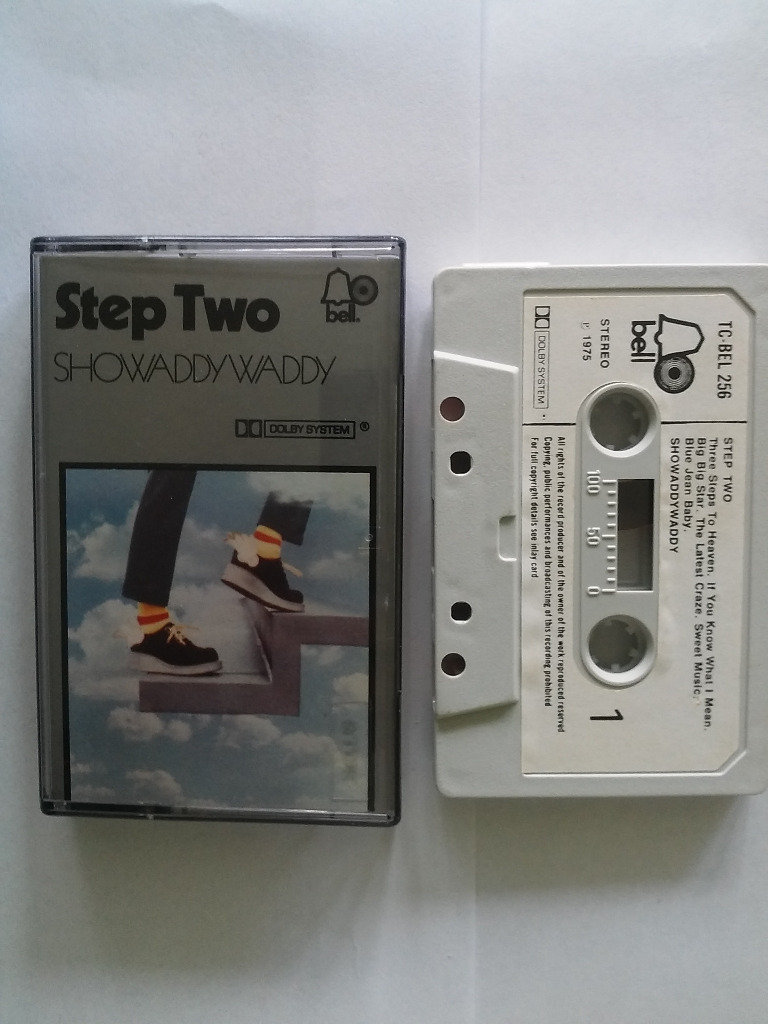 Step Two
bell.
SHOWADDYWADDY
DOLBY SYSTEM ®
TC-BEL 256
bell
STEREO
℗ 1975
DOLBY SYSTEM
STEP TWO
Three Steps To Heaven. If You Know What I Mean.
Big Big Star. The Latest Craze. Sweet Music.
Blue Jean Baby.
SHOWADDYWADDY
100 50 0
1
All rights of the record producer and of the owner of the work reproduced reserved
Copying, public performances and broadcasting of this recording prohibited
For full copyright details see inlay card